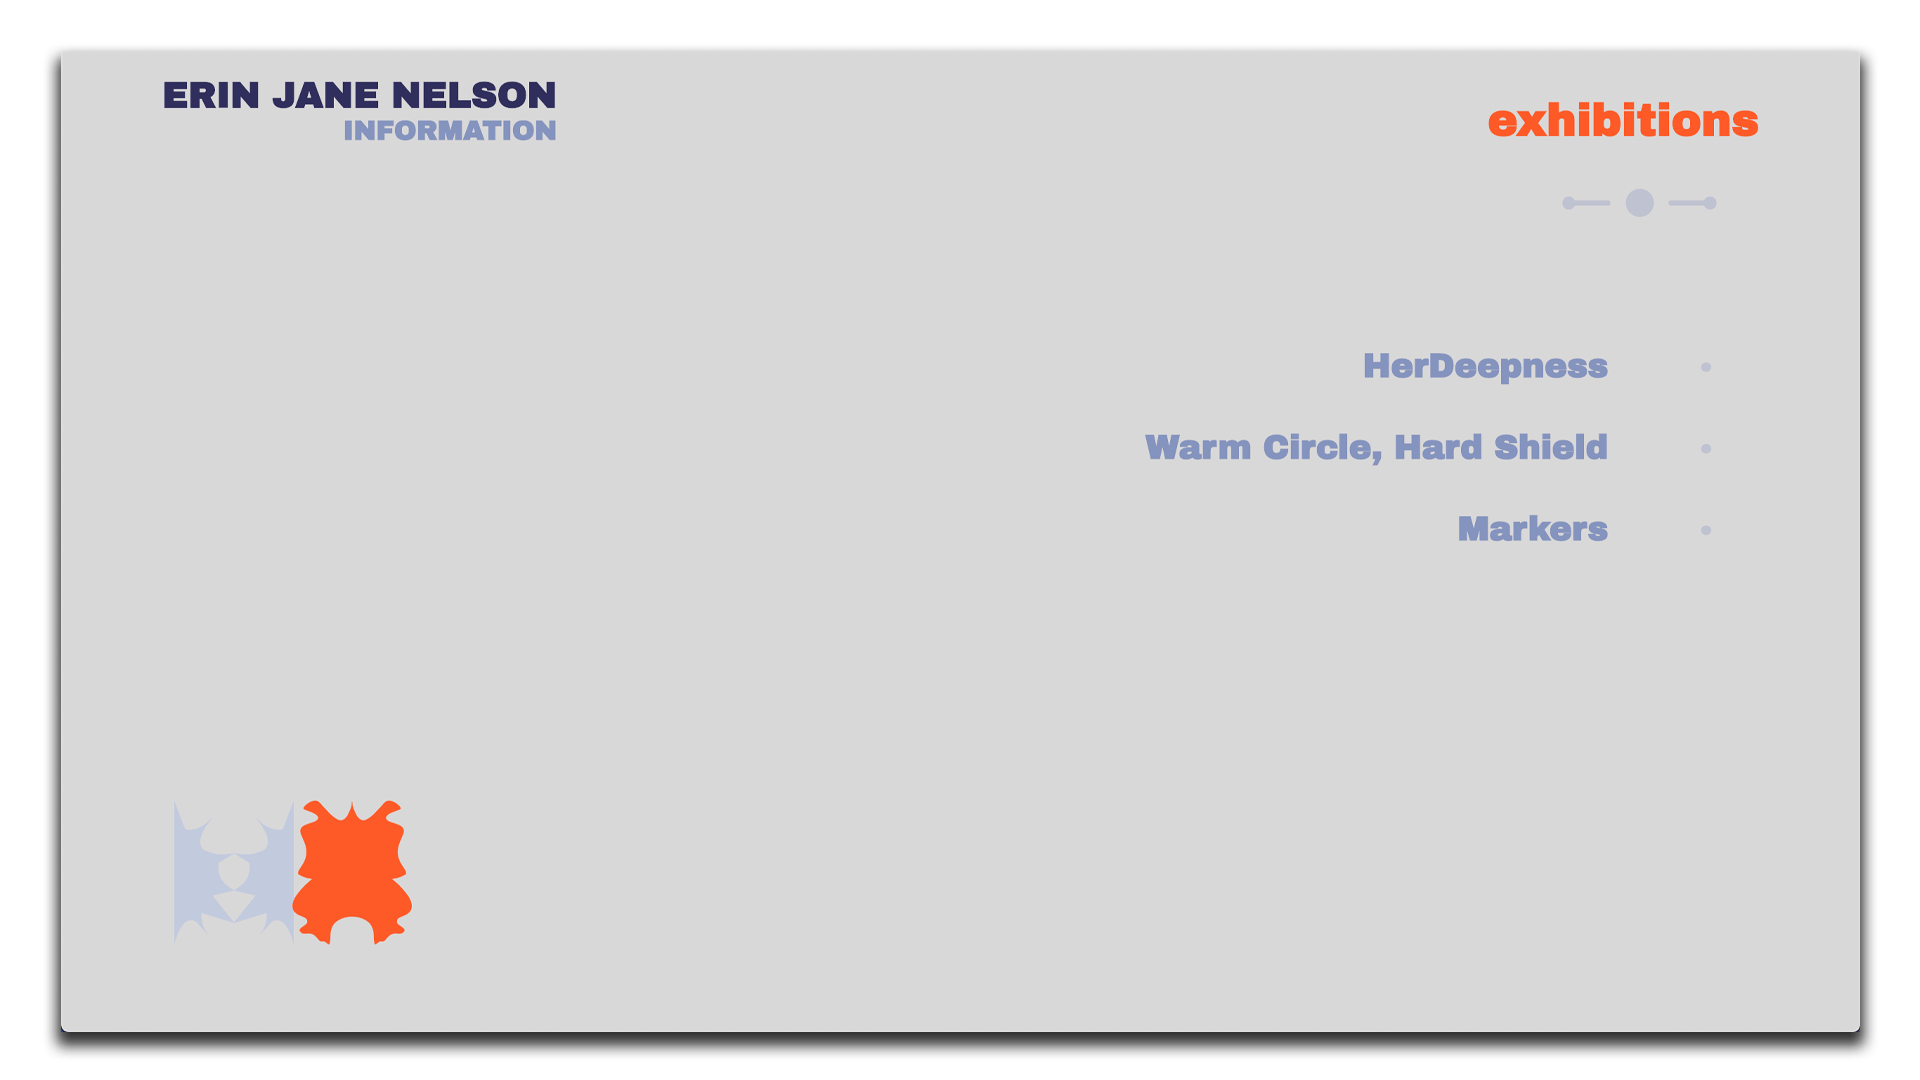 ERIN JANE NELSON
INFORMATION
exhibitions
HerDeepness
Warm Circle, Hard Shield
Markers